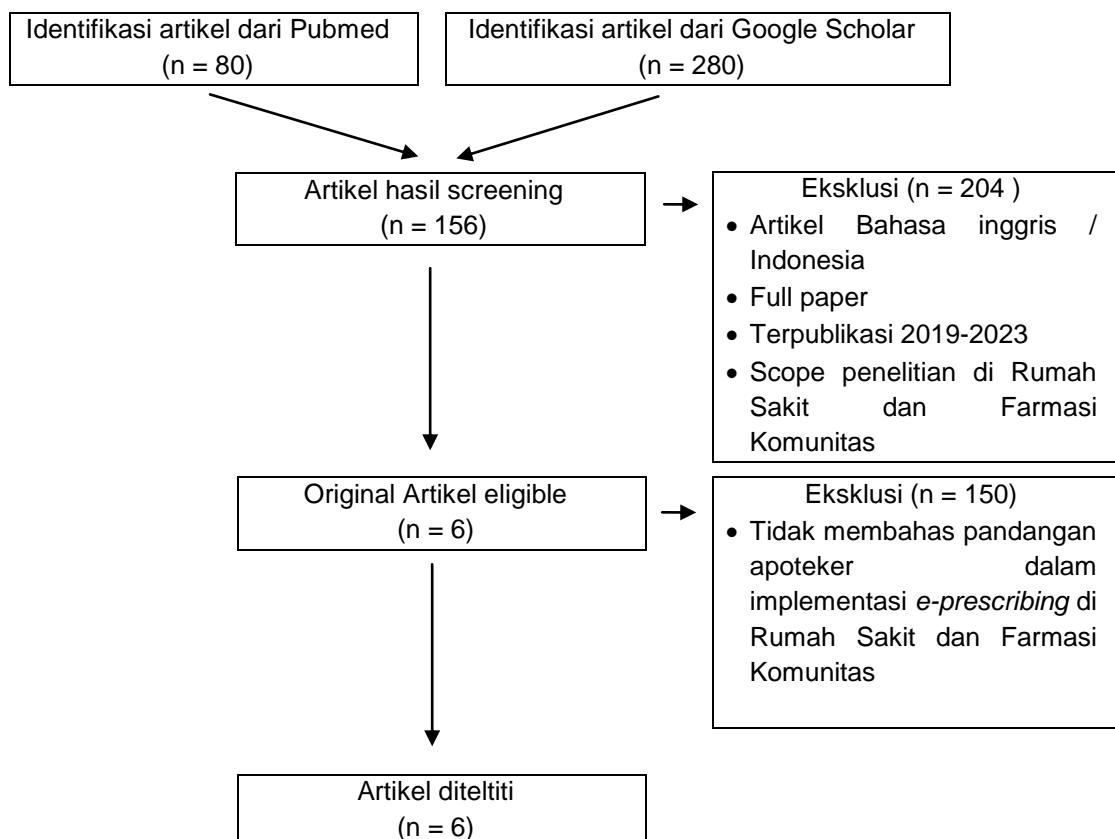 Identifikasi artikel dari Pubmed
(n = 80)
Identifikasi artikel dari Google Scholar
(n = 280)
Artikel hasil screening
(n = 156)
Eksklusi (n = 204 )
• Artikel Bahasa inggris /
Indonesia
• Full paper
• Terpublikasi 2019-2023
• Scope penelitian di Rumah
Sakit dan Farmasi
Komunitas
Original Artikel eligible
(n = 6)
Eksklusi (n = 150)
• Tidak membahas pandangan
apoteker dalam
implementasi e-prescribing di
Rumah Sakit dan Farmasi
Komunitas
Artikel diteltiti
(n = 6)